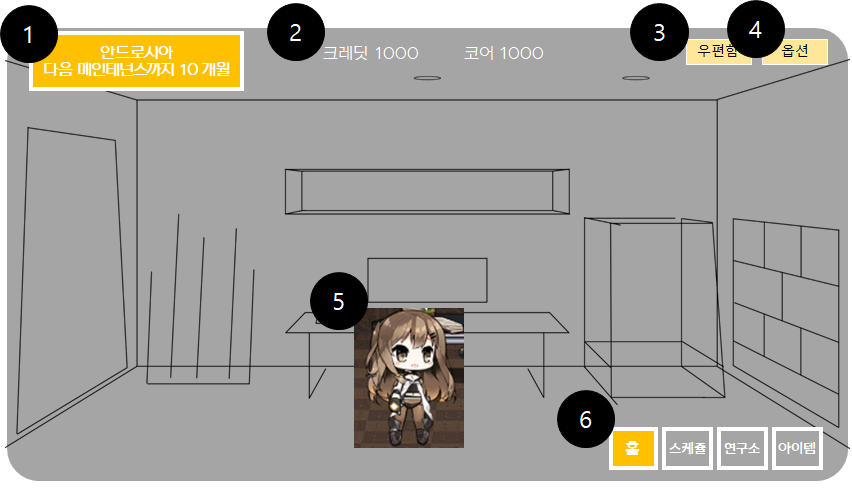 1
안드로시아
다음 메인테넌스까지 10 개월
2
크레딧 1000
코어 1000
3
우편함
4
옵션
5
6
홈
스케쥴
연구소
아이템